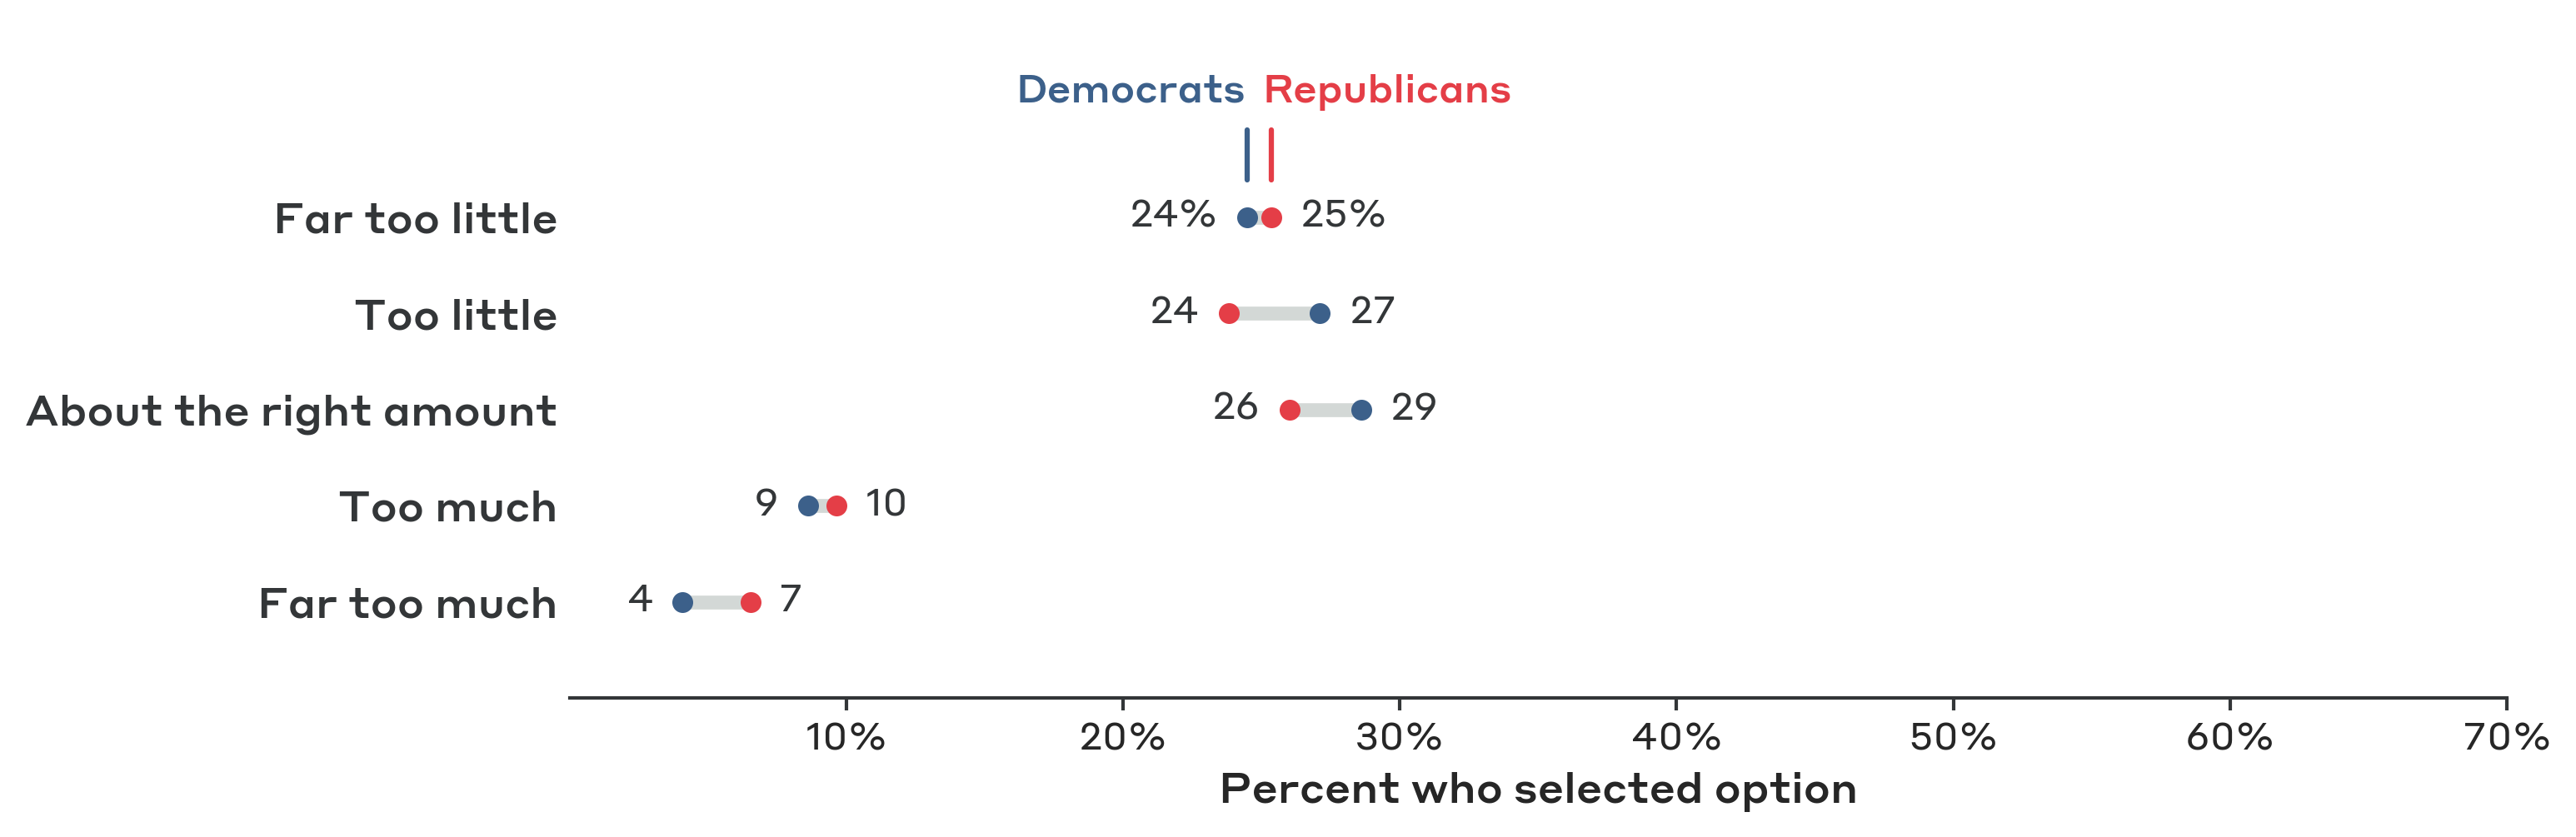 Democrats Republicans
Far too little 24% 25%
Too little 24 27
About the right amount 26 29
Too much 9 10
Far too much 4 7
10% 20% 30% 40% 50% 60% 70%
Percent who selected option